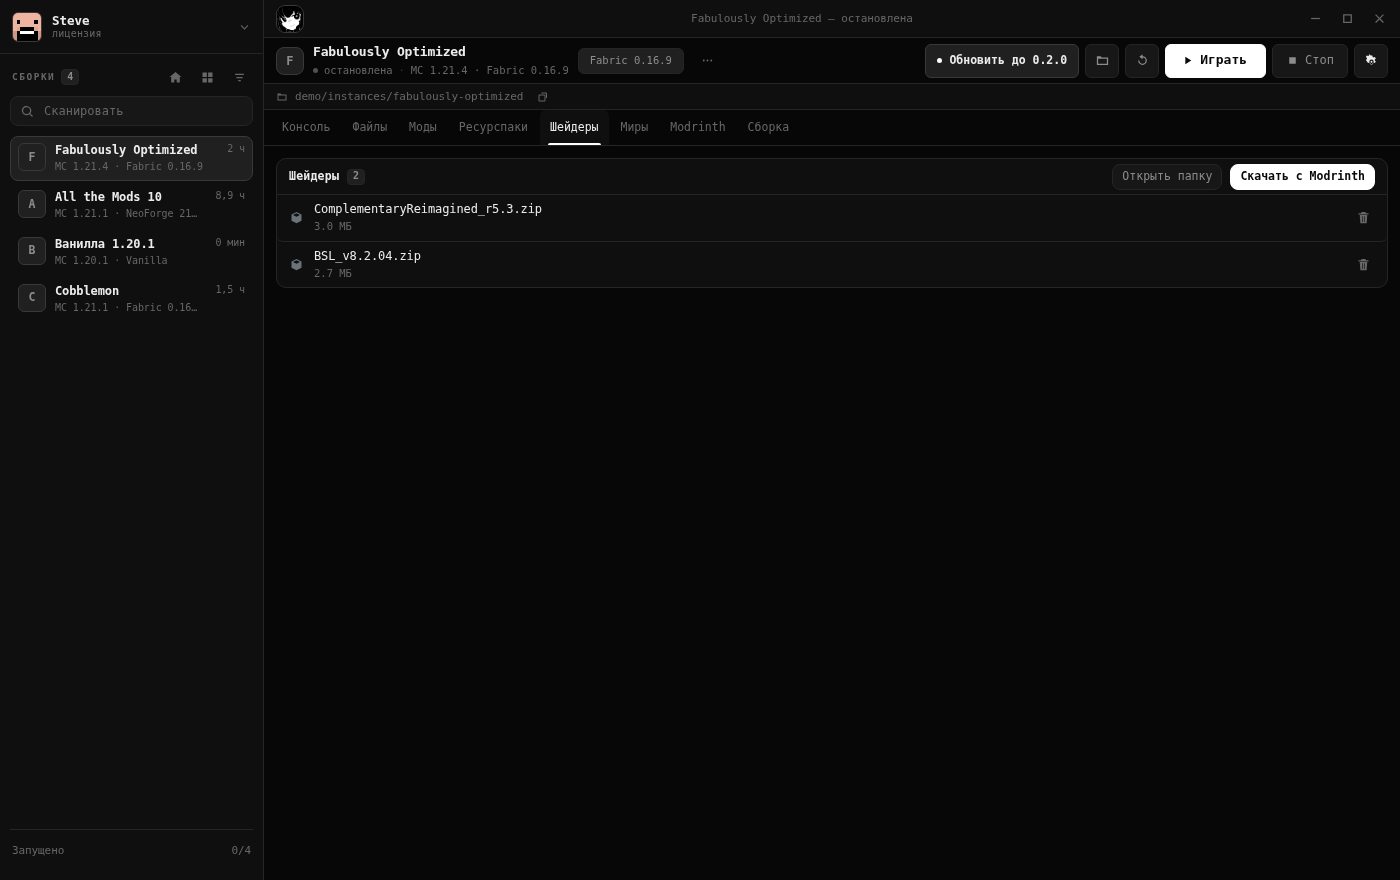 Steve
лицензия
СБОРКИ 4
Сканировать
F
Fabulously Optimized
2 ч
MC 1.21.4 · Fabric 0.16.9
A
All the Mods 10
8,9 ч
MC 1.21.1 · NeoForge 21…
В
Ванилла 1.20.1
0 мин
MC 1.20.1 · Vanilla
C
Cobblemon
1,5 ч
MC 1.21.1 · Fabric 0.16…
Запущено
0/4
Fabulously Optimized — остановлена
F
Fabulously Optimized
остановлена · MC 1.21.4 · Fabric 0.16.9
Fabric 0.16.9
Обновить до 0.2.0
Играть
Стоп
demo/instances/fabulously-optimized
Консоль Файлы Моды Ресурспаки Шейдеры Миры Modrinth Сборка
Шейдеры 2
Открыть папку
Скачать с Modrinth
ComplementaryReimagined_r5.3.zip
3.0 МБ
BSL_v8.2.04.zip
2.7 МБ